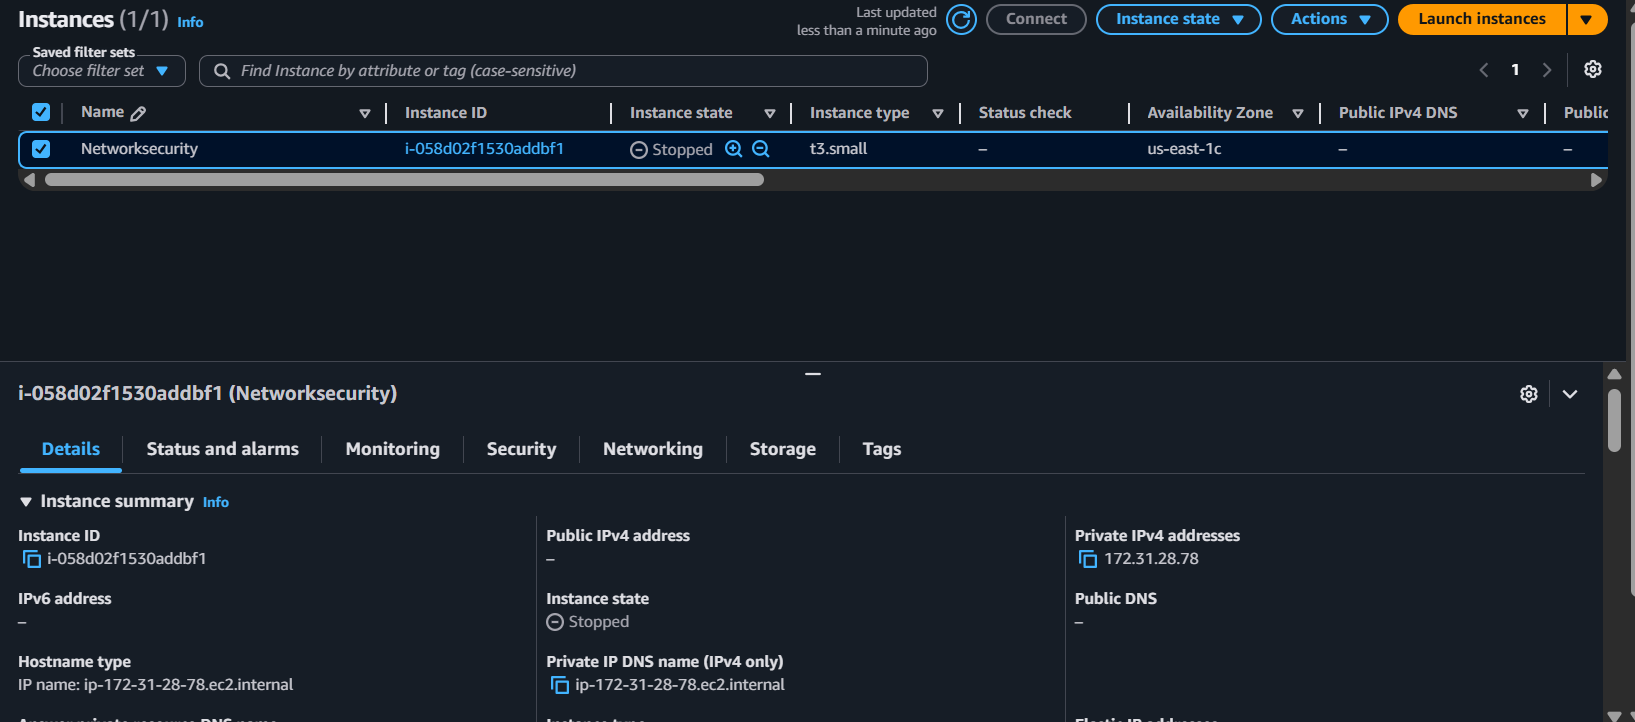 Instances (1/1) Info
Last updated
less than a minute ago
Connect
Instance state
Actions
Launch instances
Saved filter sets
Choose filter set
Find Instance by attribute or tag (case-sensitive)
1
Name
Instance ID
Instance state
Instance type
Status check
Availability Zone
Public IPv4 DNS
Public
Networksecurity
i-058d02f1530addbf1
Stopped
t3.small
–
us-east-1c
–
–
i-058d02f1530addbf1 (Networksecurity)
Details
Status and alarms
Monitoring
Security
Networking
Storage
Tags
Instance summary Info
Instance ID
i-058d02f1530addbf1
Public IPv4 address
–
Private IPv4 addresses
172.31.28.78
IPv6 address
–
Instance state
Stopped
Public DNS
–
Hostname type
IP name: ip-172-31-28-78.ec2.internal
Private IP DNS name (IPv4 only)
ip-172-31-28-78.ec2.internal